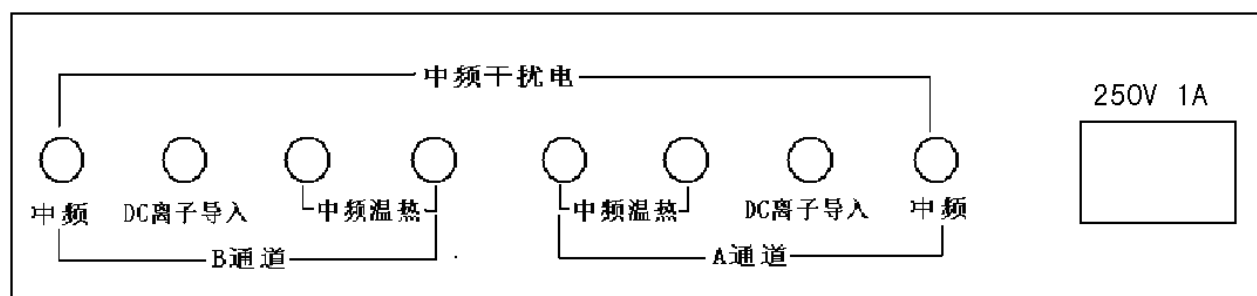 中频干扰电
250V 1A
中频
DC离子导入
中频温热
中频温热
DC离子导入
中频
B通道
A通道